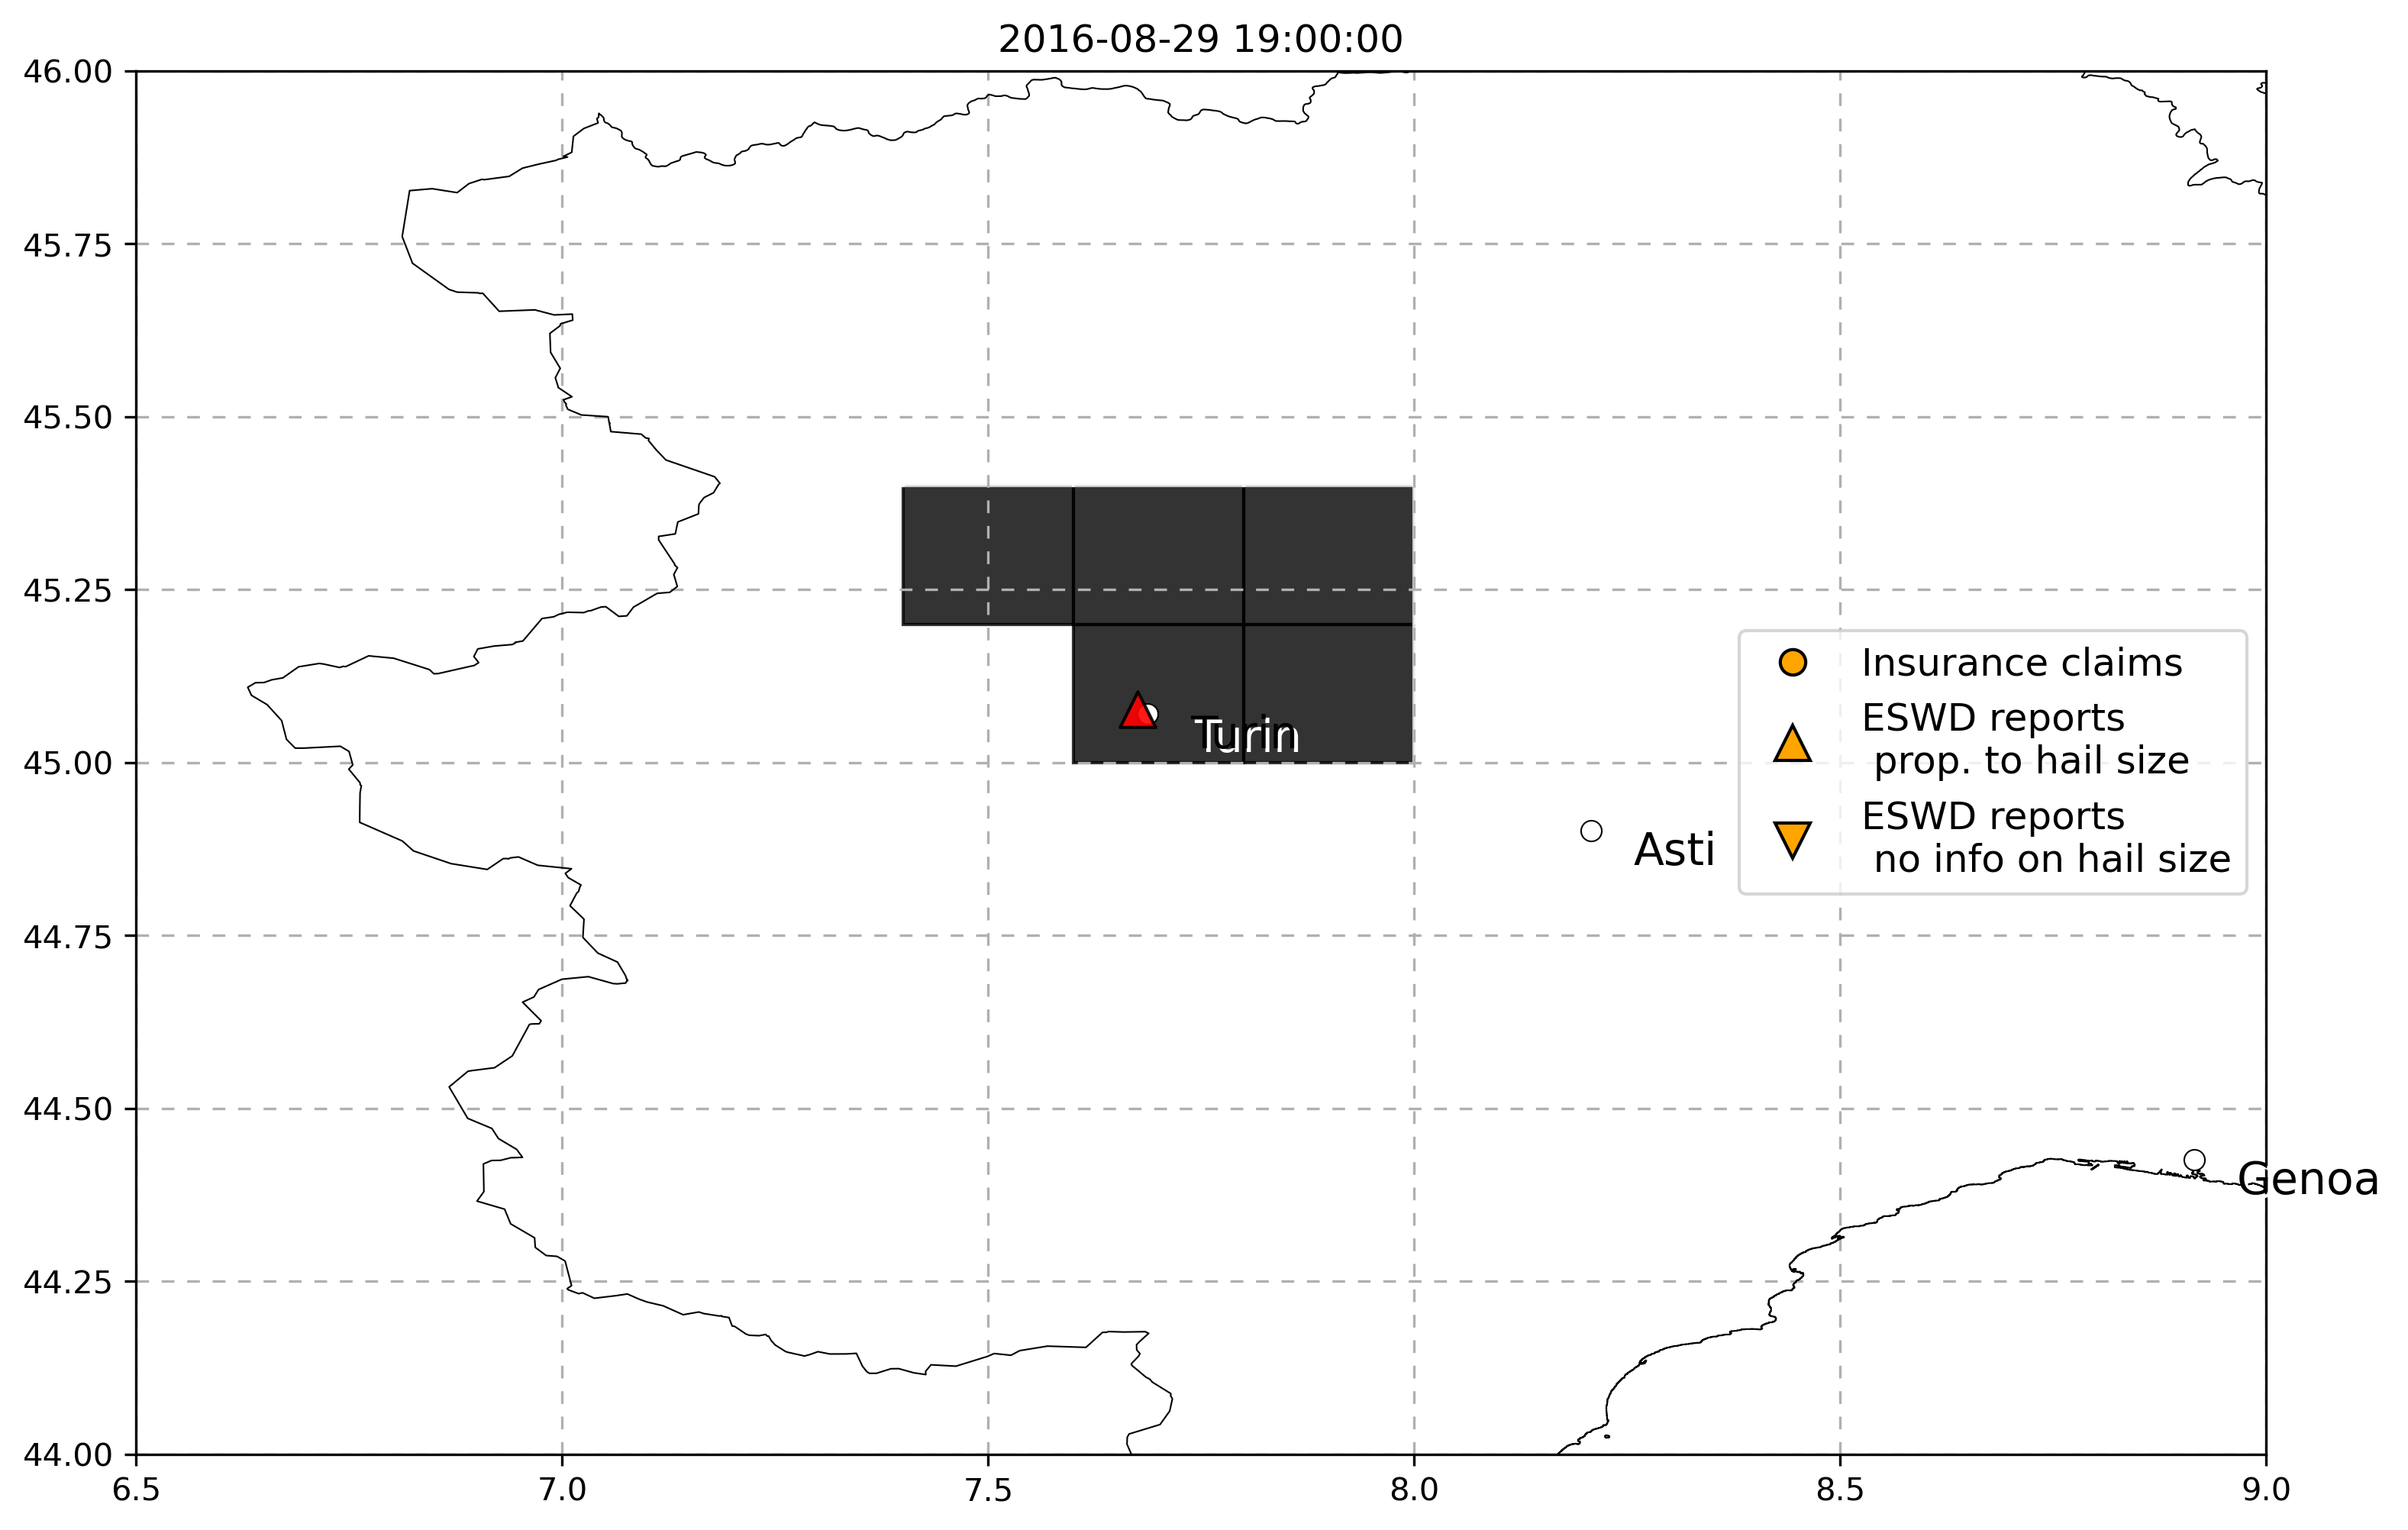 2016-08-29 19:00:00
46.00
45.75
45.50
45.25
45.00
44.75
44.50
44.25
44.00
6.5
7.0
7.5
8.0
8.5
9.0
Turin
Turin
Asti
Genoa
Insurance claims
ESWD reports
prop. to hail size
ESWD reports
no info on hail size